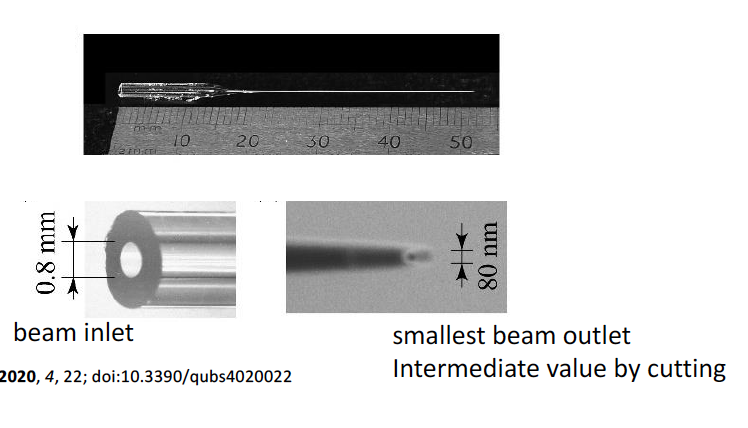 mm
10 20 30 40 50
0.8 mm
80 nm
beam inlet
smallest beam outlet
Intermediate value by cutting
2020, 4, 22; doi:10.3390/qubs4020022